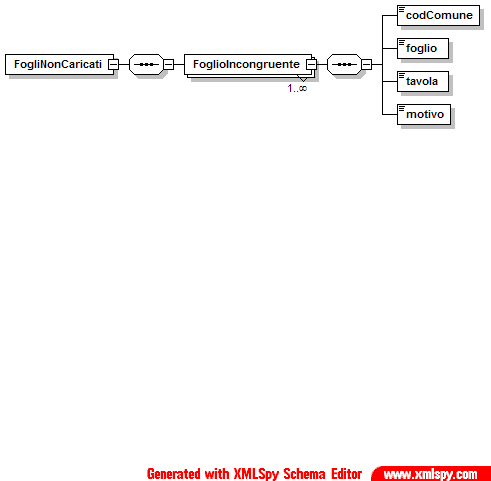 codComune
FogliNonCaricati
FoglioIncongruente
foglio
tavola
1..∞
motivo
Generated with XMLSpy Schema Editor
www.xmlspy.com